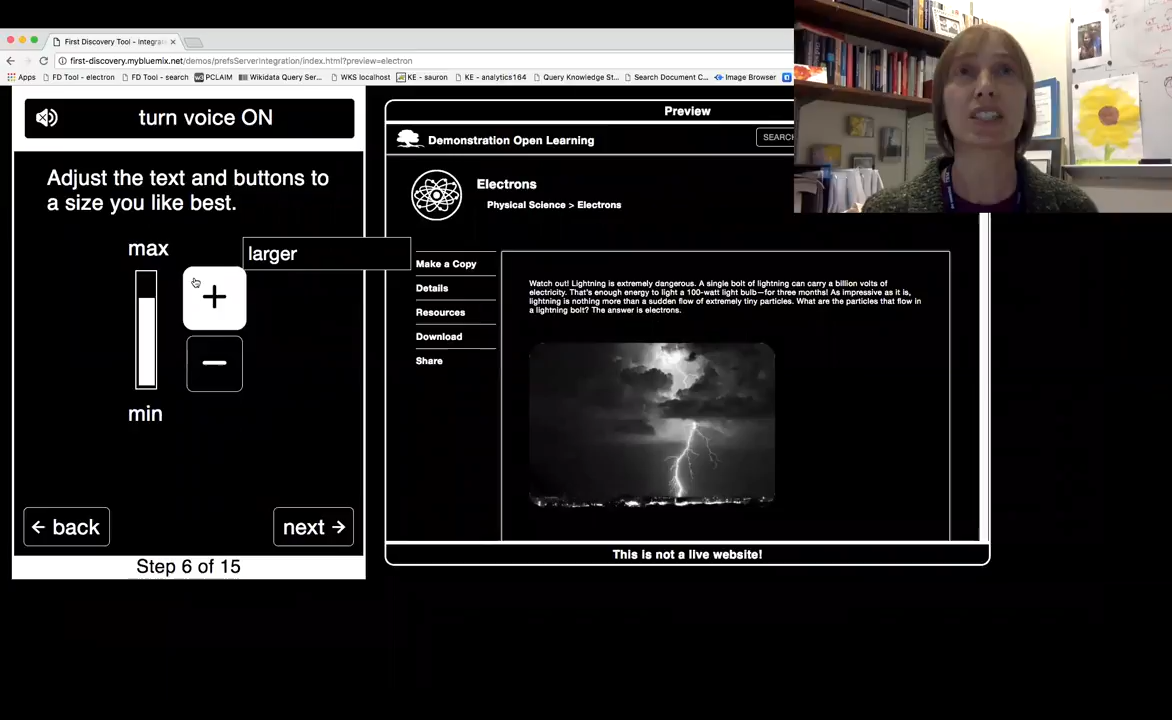 First Discovery Tool - Integra
first-discovery.mybluemix.net/demos/prefsServerIntegration/index.html?preview=electron
Apps FD Tool - electron FD Tool - search PCLAIM Wikidata Query Ser... WKS localhost KE - sauron KE - analytics164 Query Knowledge St... Search Document C... Image Browser
turn voice ON
Adjust the text and buttons to
a size you like best.
max
larger
+
−
min
← back
next →
Step 6 of 15
Preview
Demonstration Open Learning
SEARCH
Electrons
Physical Science > Electrons
Make a Copy
Details
Resources
Download
Share
Watch out! Lightning is extremely dangerous. A single bolt of lightning can carry a billion volts of
electricity. That's enough energy to light a 100-watt light bulb—for three months! As impressive as it is,
lightning is nothing more than a sudden flow of extremely tiny particles. What are the particles that flow in
a lightning bolt? The answer is electrons.
This is not a live website!